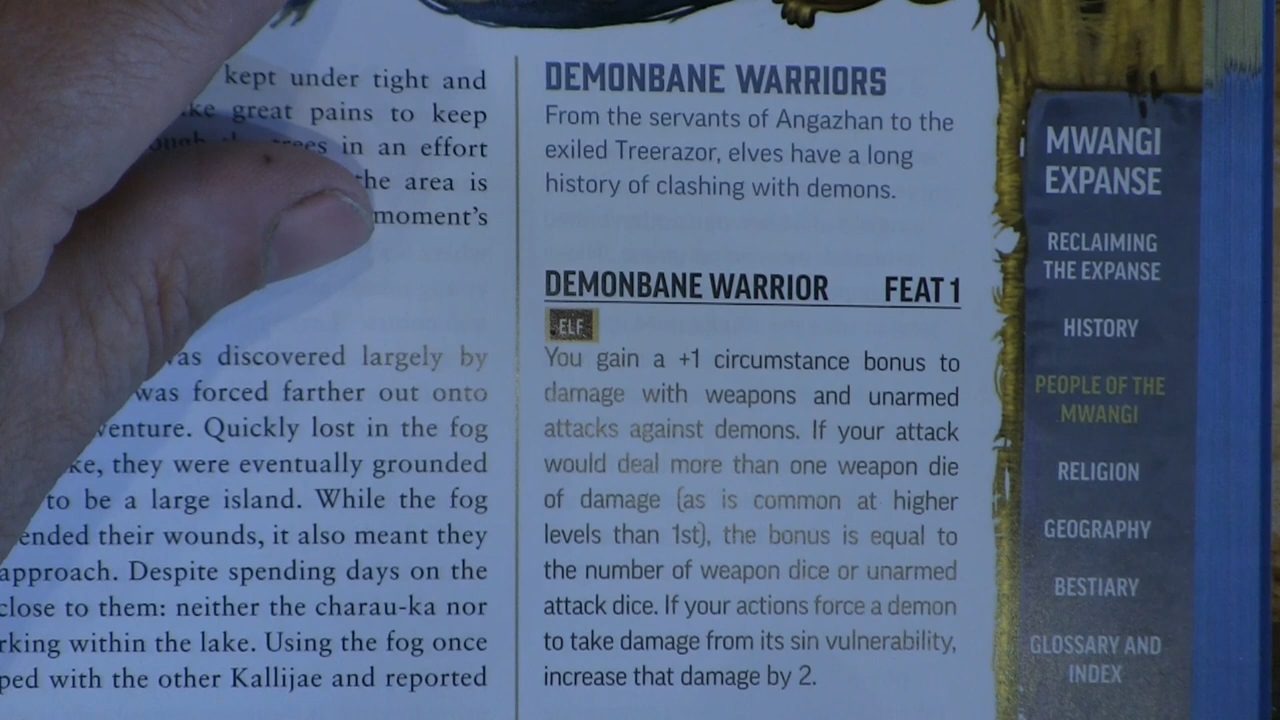 kept under tight and
great pains to keep
trees in an effort
the area is
moment's
was discovered largely by
was forced farther out onto
venture. Quickly lost in the fog
they were eventually grounded
to be a large island. While the fog
ended their wounds, it also meant they
approach. Despite spending days on the
close to them: neither the charau-ka nor
rking within the lake. Using the fog once
ped with the other Kallijae and reported
DEMONBANE WARRIORS
From the servants of Angazhan to the
exiled Treerazor, elves have a long
history of clashing with demons.
DEMONBANE WARRIOR FEAT 1
ELF
You gain a +1 circumstance bonus to
damage with weapons and unarmed
attacks against demons. If your attack
would deal more than one weapon die
of damage (as is common at higher
levels than 1st), the bonus is equal to
the number of weapon dice or unarmed
attack dice. If your actions force a demon
to take damage from its sin vulnerability,
increase that damage by 2.
MWANGI
EXPANSE
RECLAIMING
THE EXPANSE
HISTORY
PEOPLE OF THE
MWANGI
RELIGION
GEOGRAPHY
BESTIARY
GLOSSARY AND
INDEX